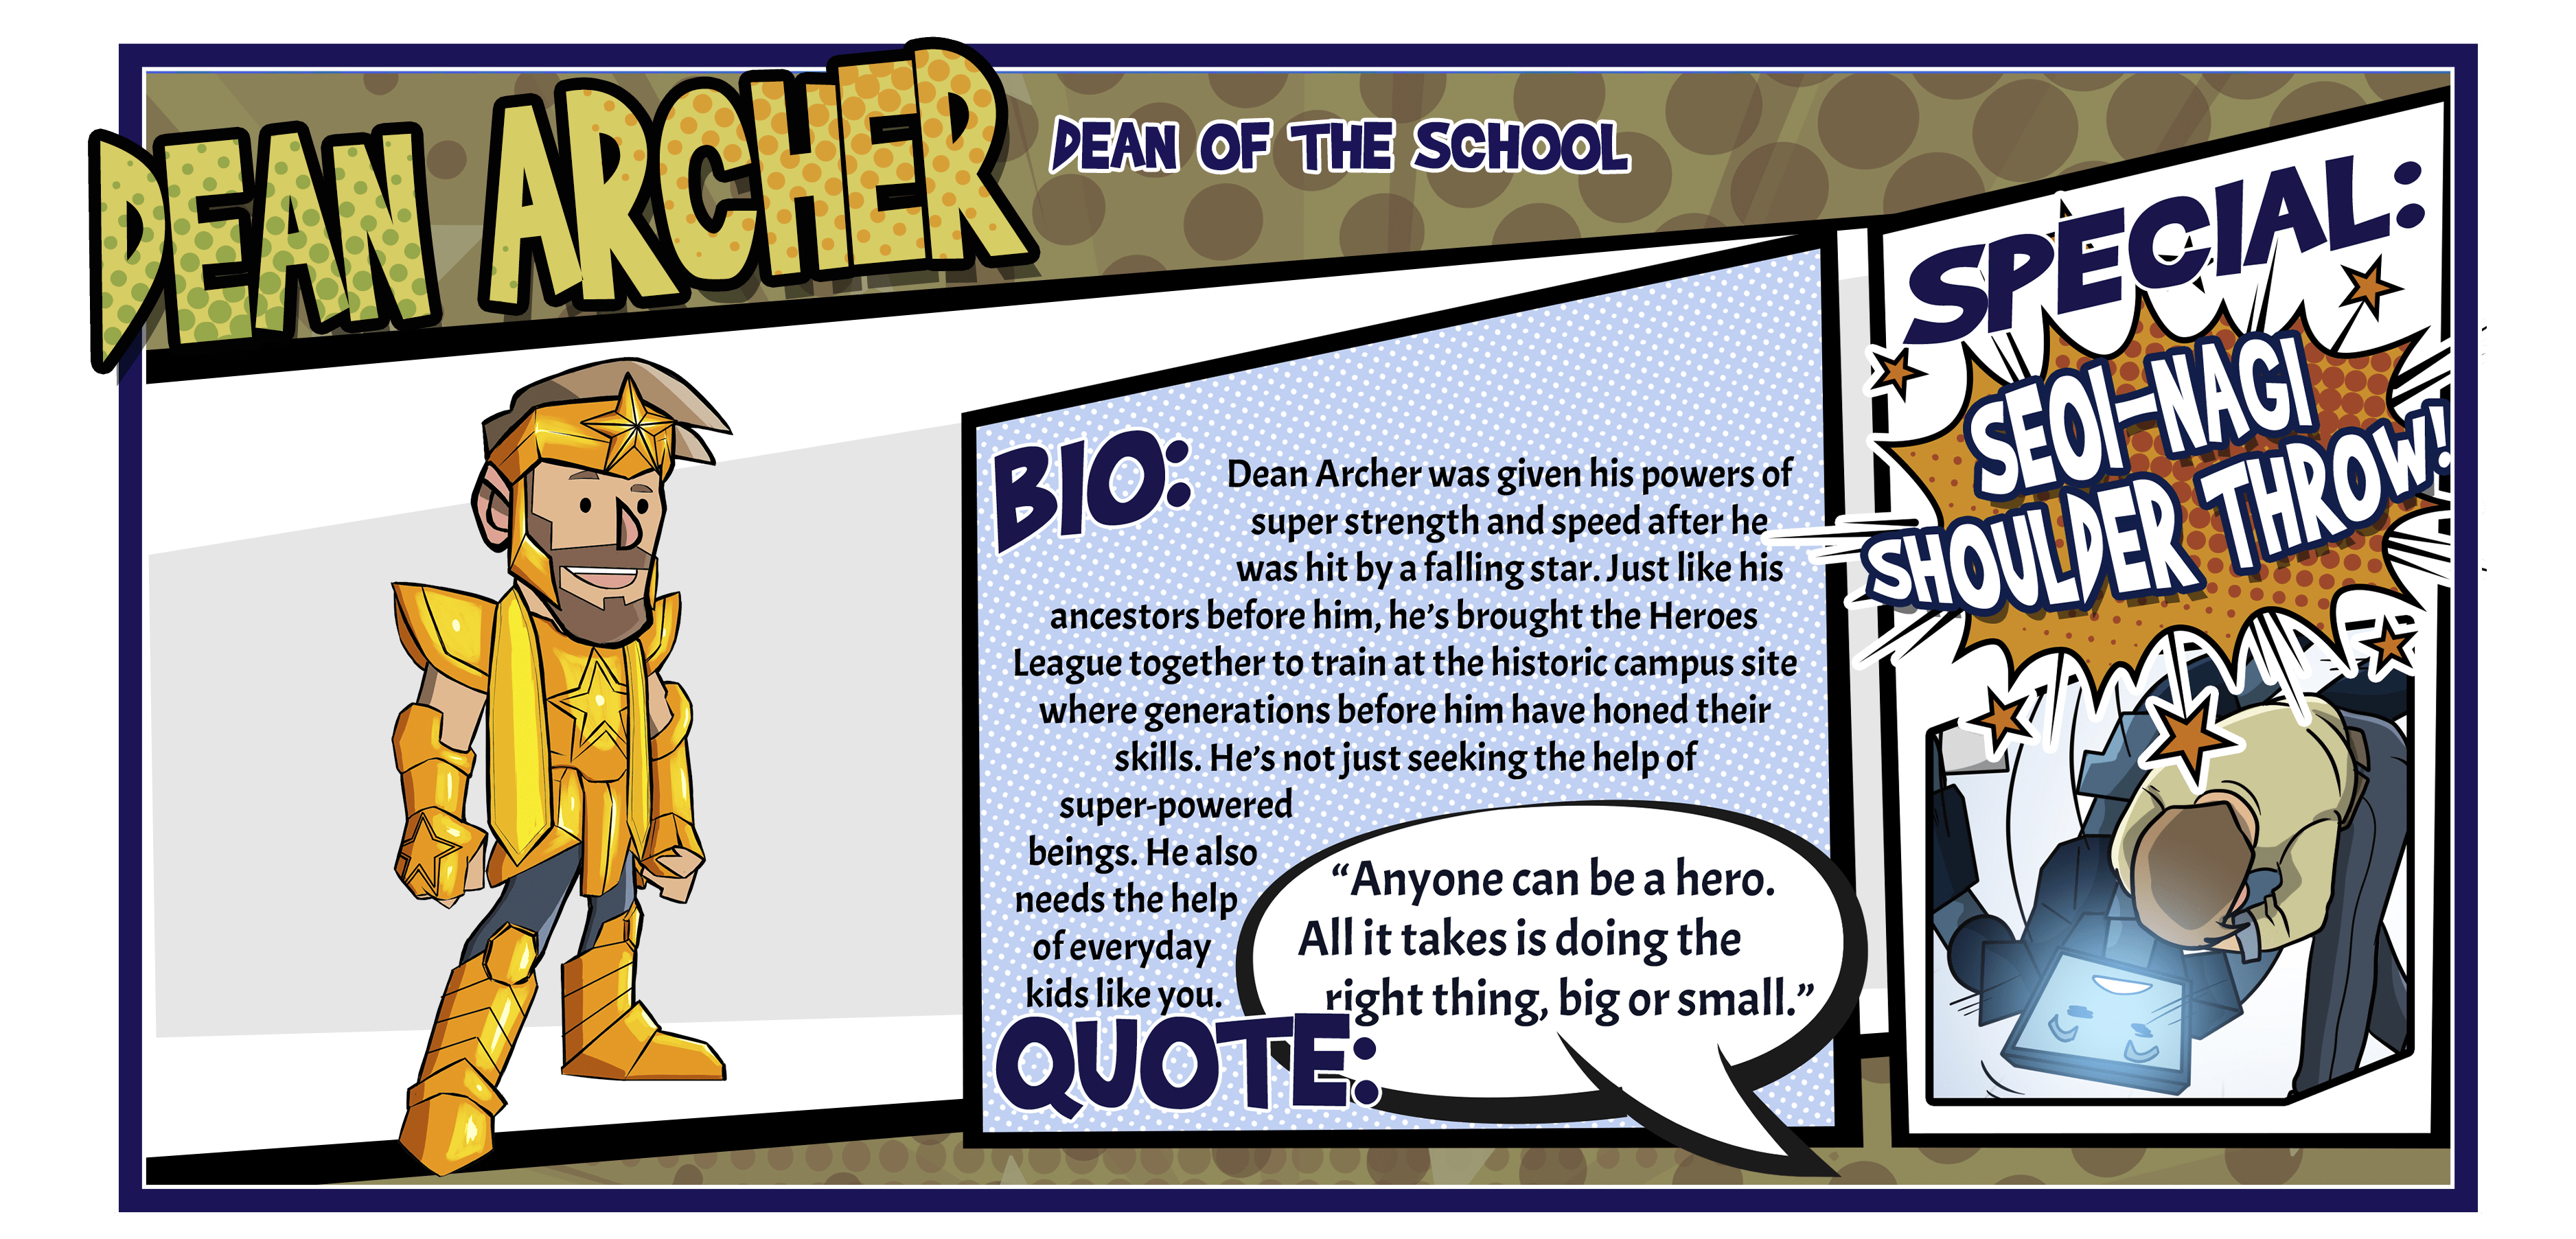 DEAN ARCHER
DEAN OF THE SCHOOL
BIO:
Dean Archer was given his powers of
super strength and speed after he
was hit by a falling star. Just like his
ancestors before him, he's brought the Heroes
League together to train at the historic campus site
where generations before him have honed their
skills. He's not just seeking the help of
super-powered
beings. He also
needs the help
of everyday
kids like you.
QUOTE:
“Anyone can be a hero.
All it takes is doing the
right thing, big or small.”
SPECIAL:
SEOI-NAGI
SHOULDER THROW!